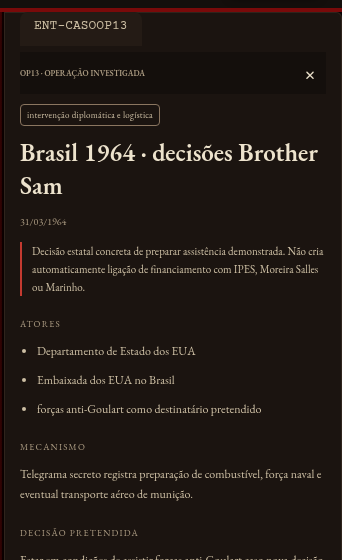 ENT-CASOOP13
OP13 · OPERAÇÃO INVESTIGADA
×
intervenção diplomática e logística
Brasil 1964 · decisões Brother
Sam
31/03/1964
Decisão estatal concreta de preparar assistência demonstrada. Não cria
automaticamente ligação de financiamento com IPES, Moreira Salles
ou Marinho.
ATORES
• Departamento de Estado dos EUA
• Embaixada dos EUA no Brasil
• forças anti-Goulart como destinatário pretendido
MECANISMO
Telegrama secreto registra preparação de combustível, força naval e
eventual transporte aéreo de munição.
DECISÃO PRETENDIDA